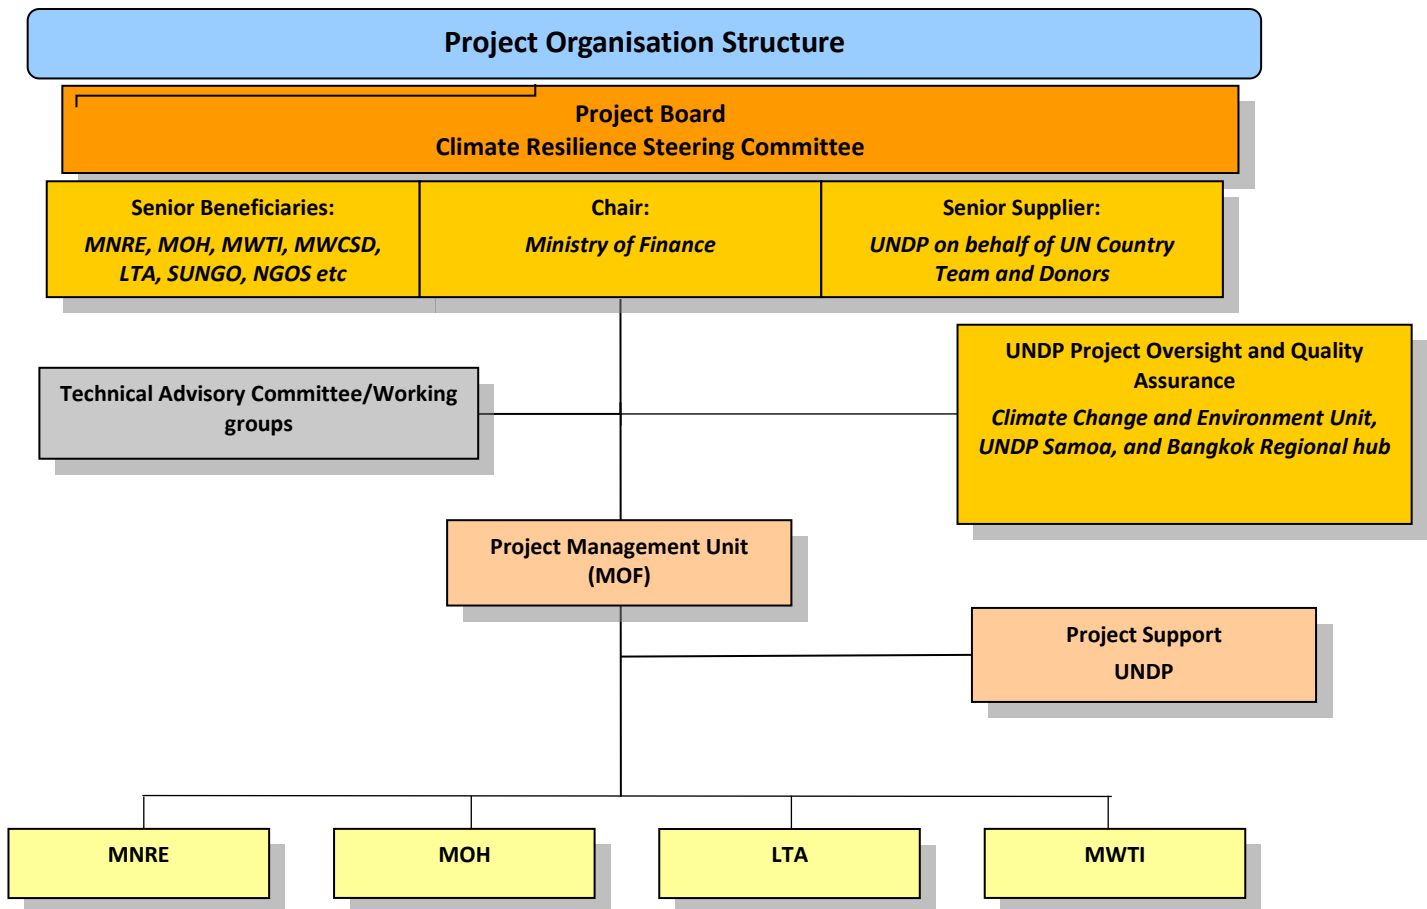 Project Organisation Structure
Project Board
Climate Resilience Steering Committee
Senior Beneficiaries:
MNRE, MOH, MWTI, MWCSD,
LTA, SUNGO, NGOS etc
Chair:
Ministry of Finance
Senior Supplier:
UNDP on behalf of UN Country
Team and Donors
Technical Advisory Committee/Working
groups
UNDP Project Oversight and Quality
Assurance
Climate Change and Environment Unit,
UNDP Samoa, and Bangkok Regional hub
Project Management Unit
(MOF)
Project Support
UNDP
MNRE
MOH
LTA
MWTI